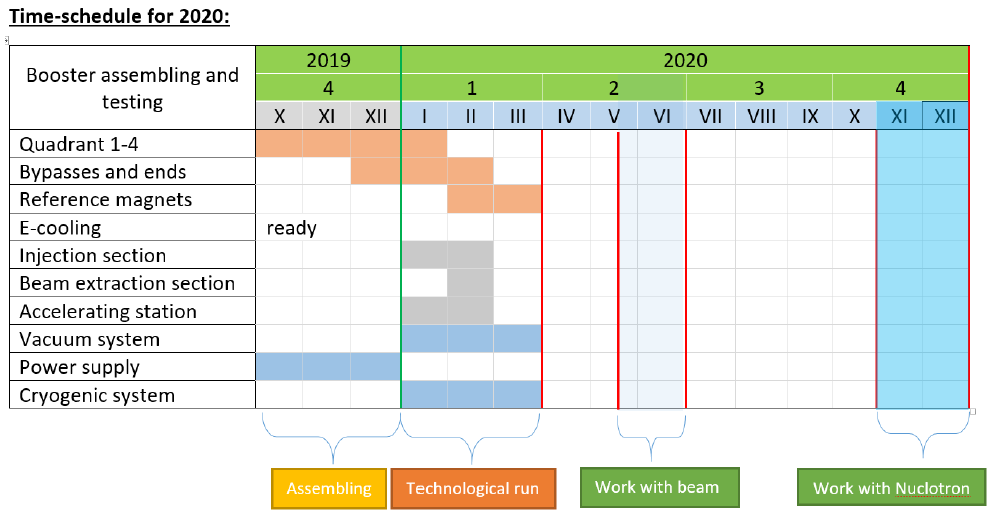 Time-schedule for 2020:
Booster assembling and
testing
2019
2020
4
1
2
3
4
X
XI
XII
I
II
III
IV
V
VI
VII
VIII
IX
X
XI
XII
Quadrant 1-4
Bypasses and ends
Reference magnets
E-cooling
ready
Injection section
Beam extraction section
Accelerating station
Vacuum system
Power supply
Cryogenic system
Assembling
Technological run
Work with beam
Work with Nuclotron